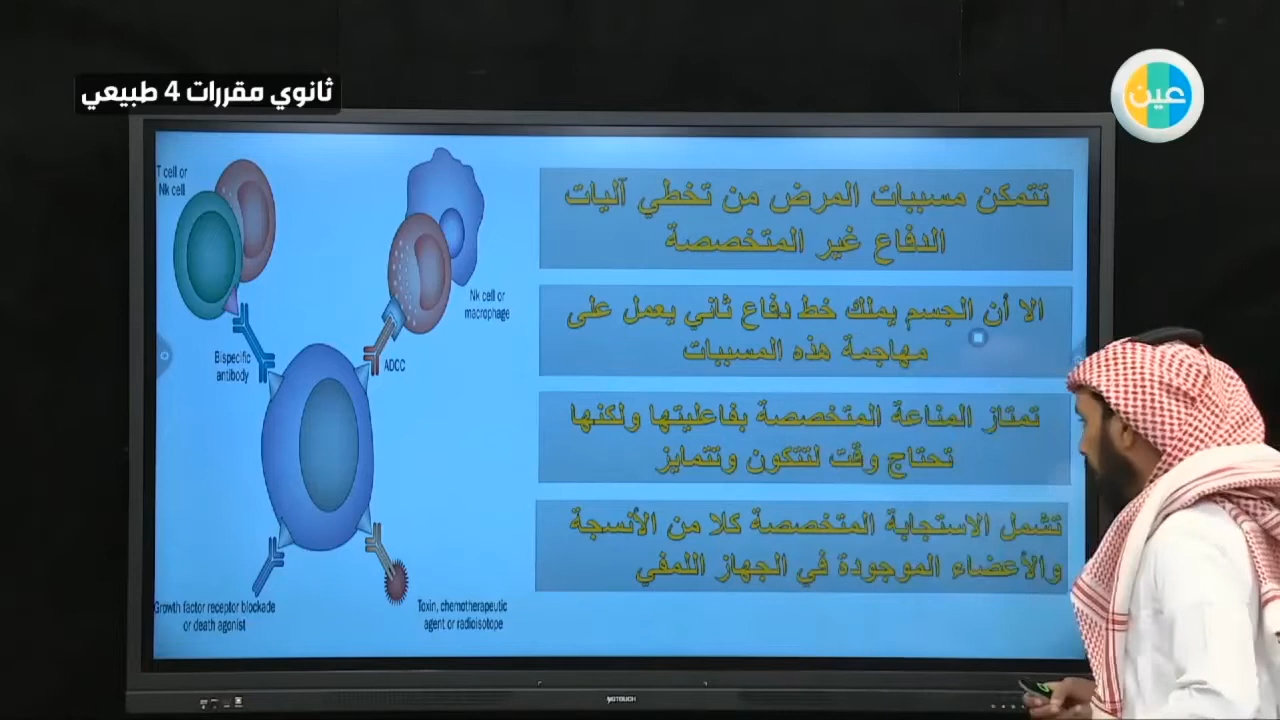 ثانوي مقررات 4 طبيعي
عين
تتمكن مسببات المرض من تخطي آليات
الدفاع غير المتخصصة
الا أن الجسم يملك خط دفاع ثاني يعمل على
مهاجمة هذه المسببات
تمتاز المناعة المتخصصة بفاعليتها ولكنها
تحتاج وقت لتتكون وتتمايز
تشمل الاستجابة المتخصصة كلا من الأنسجة
والأعضاء الموجودة في الجهاز اللمفي
T cell or
Nk cell
Nk cell or
macrophage
Bispecific
antibody
ADCC
Growth factor receptor blockade
or death agonist
Toxin, chemotherapeutic
agent or radioisotope